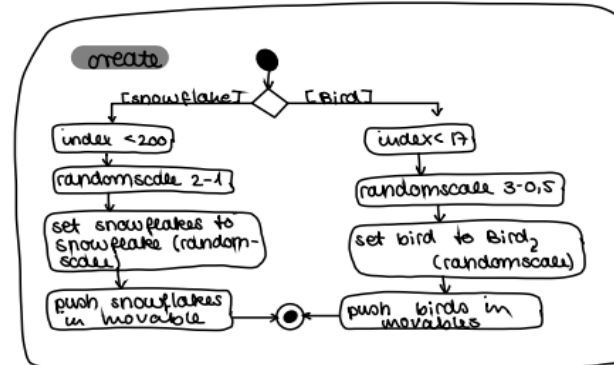 create
[snowflake]
[Bird]
index <200
randomscale 2-1
set snowflakes to
snowflake (random-
scale)
push snowflakes
in movable
index< 17
randomscale 3-0,5
set bird to Bird2
(randomscale)
push birds in
movables